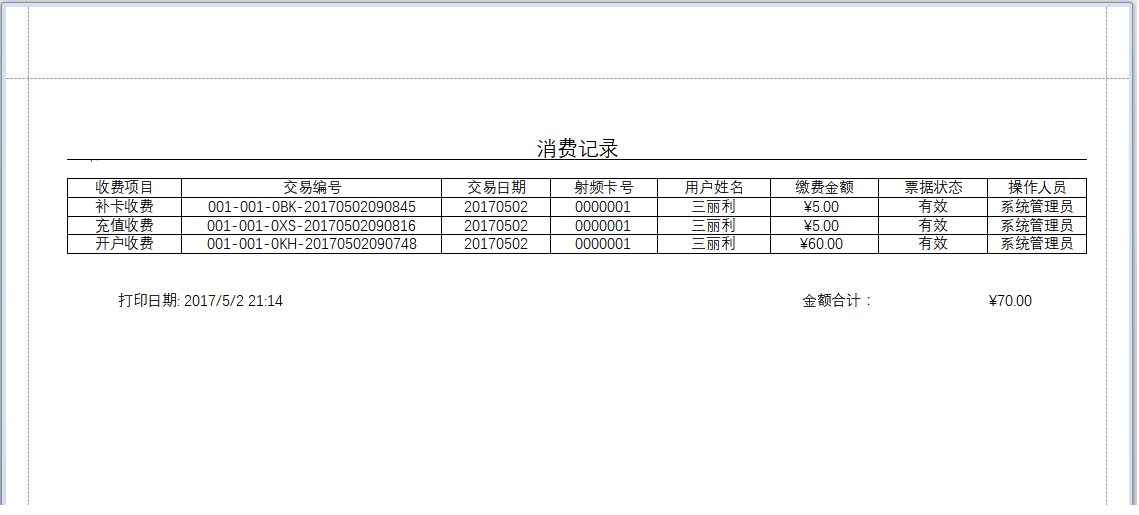 消费记录
收费项目 交易编号 交易日期 射频卡号 用户姓名 缴费金额 票据状态 操作人员
补卡收费 001-001-0BK-20170502090845 20170502 0000001 三丽利 ¥5.00 有效 系统管理员
充值收费 001-001-0XS-20170502090816 20170502 0000001 三丽利 ¥5.00 有效 系统管理员
开户收费 001-001-0KH-20170502090748 20170502 0000001 三丽利 ¥60.00 有效 系统管理员
打印日期: 2017/5/2 21:14 金额合计： ¥70.00